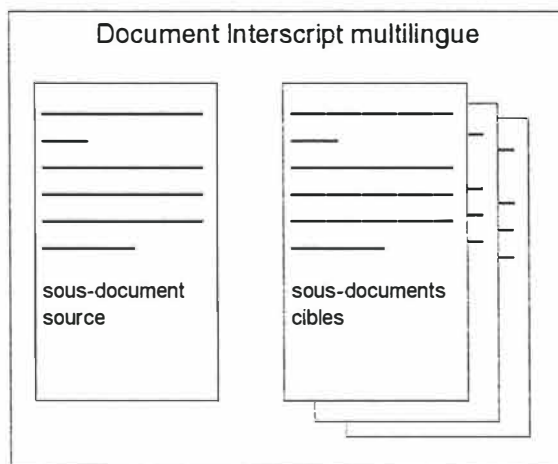 Document Interscript multilingue
sous-document
source
sous-documents
cibles